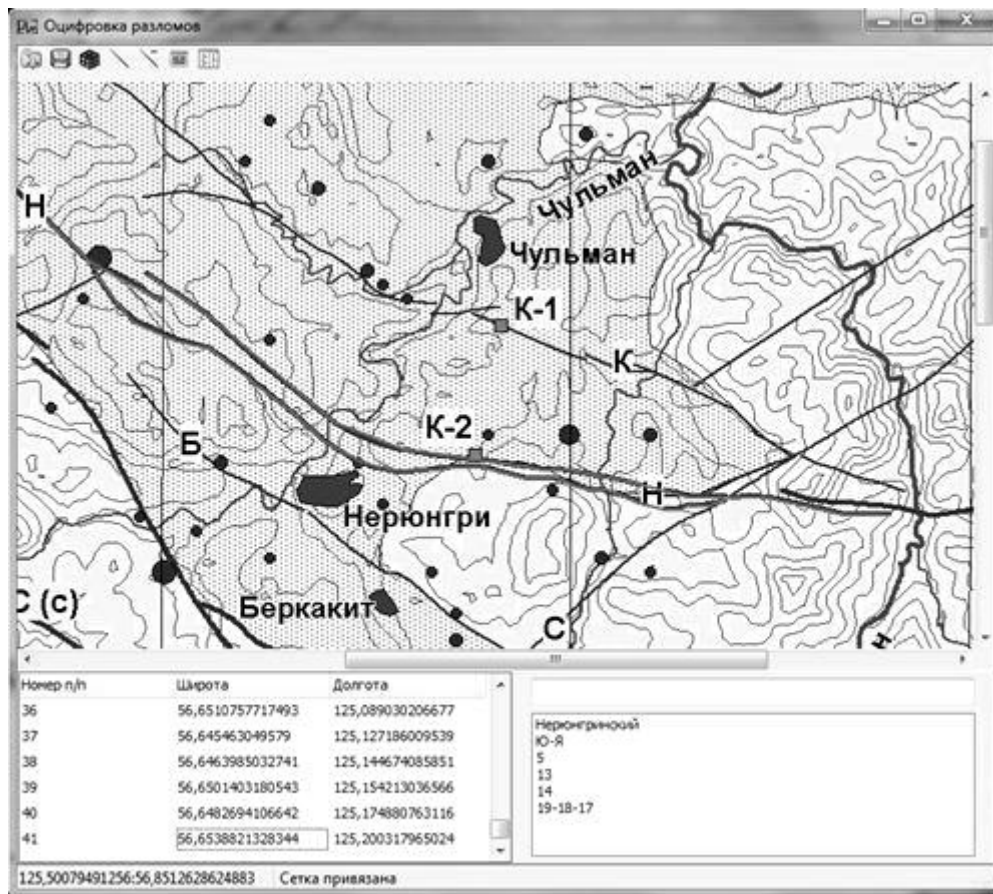 Оцифровка разломов
Чульман
Н
Чульман
К-1
К
К-2
Б
Н
Нерюнгри
С (с)
Беркакит
С
Н
Номер п/п Широта Долгота
36 56,6510757717493 125,089030206677
37 56,645463049579 125,127186009539
38 56,6463985032741 125,144674085851
39 56,6501403180543 125,154213036566
40 56,6482694106642 125,174880763116
41 56,6538821328344 125,200317965024
Нерюнгринский
Ю-Я
5
13
14
19-18-17
125,50079491256:56,8512628624883 Сетка привязана